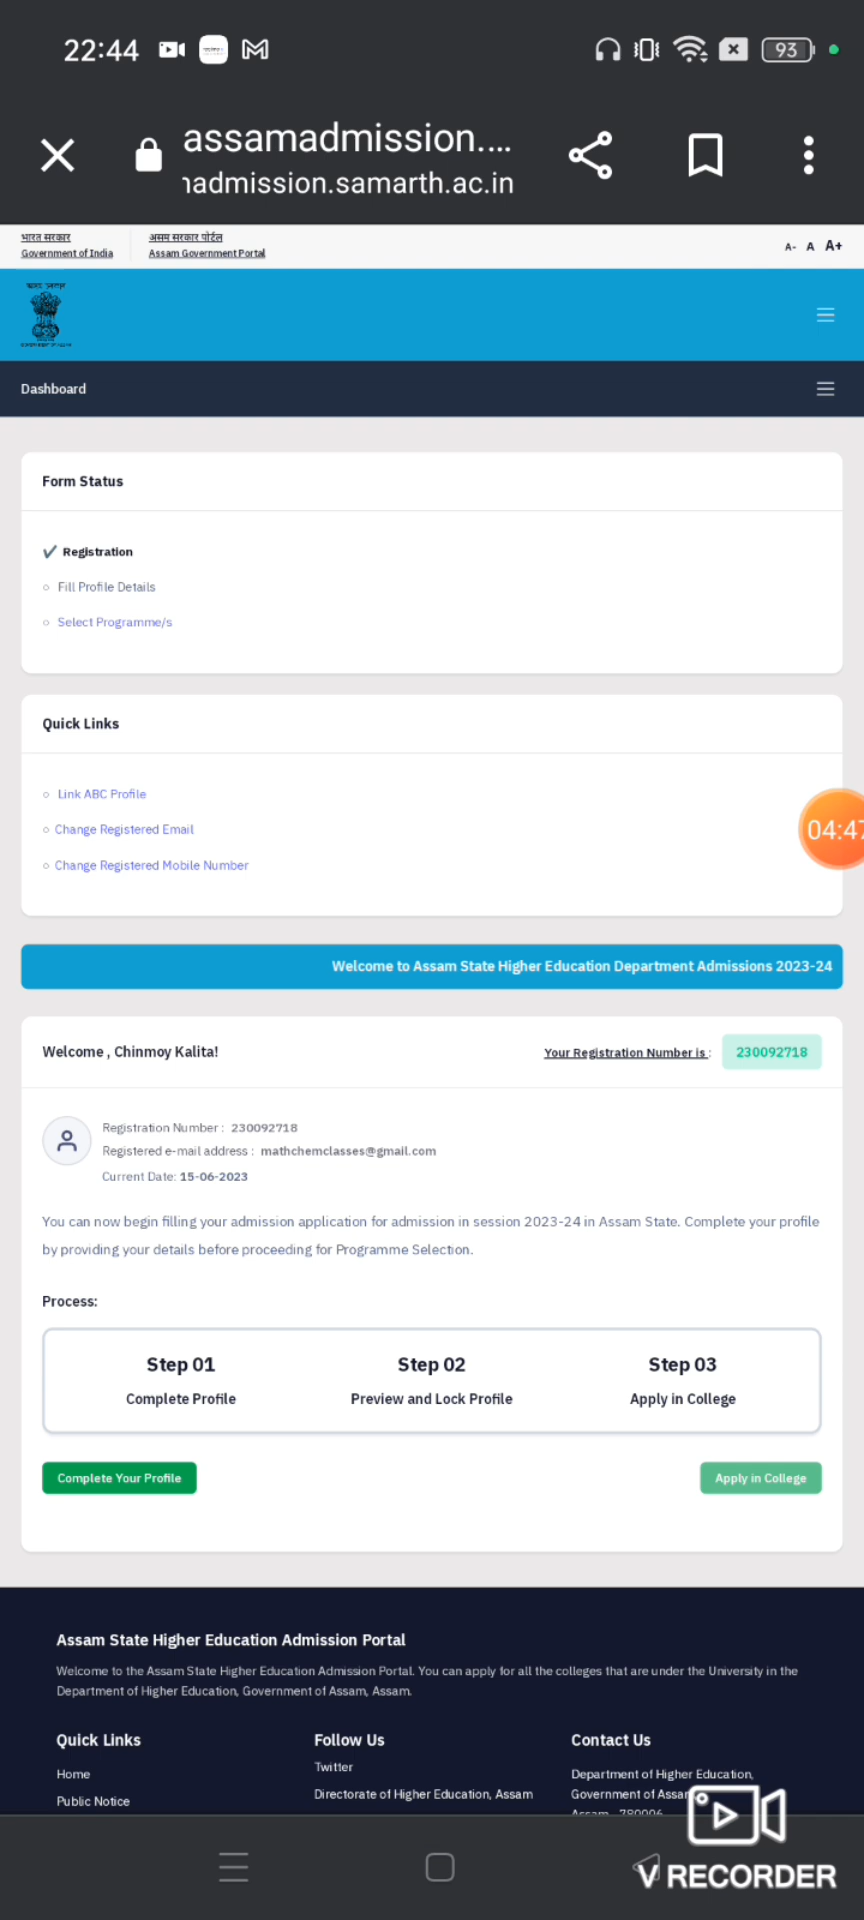 22:44
93
assamadmission....
admission.samarth.ac.in
भारत सरकार
Government of India
असम सरकार पोर्टल
Assam Government Portal
A- A A+
Dashboard
Form Status
✔ Registration
Fill Profile Details
Select Programme/s
Quick Links
Link ABC Profile
Change Registered Email
Change Registered Mobile Number
04:47
Welcome to Assam State Higher Education Department Admissions 2023-24
Welcome , Chinmoy Kalita!
Your Registration Number is : 230092718
Registration Number : 230092718
Registered e-mail address : mathchemclasses@gmail.com
Current Date: 15-06-2023
You can now begin filling your admission application for admission in session 2023-24 in Assam State. Complete your profile
by providing your details before proceeding for Programme Selection.
Process:
Step 01
Complete Profile
Step 02
Preview and Lock Profile
Step 03
Apply in College
Complete Your Profile
Apply in College
Assam State Higher Education Admission Portal
Welcome to the Assam State Higher Education Admission Portal. You can apply for all the colleges that are under the University in the
Department of Higher Education, Government of Assam, Assam.
Quick Links
Home
Public Notice
Follow Us
Twitter
Directorate of Higher Education, Assam
Contact Us
Department of Higher Education,
Government of Assam
Assam - 780006
V RECORDER